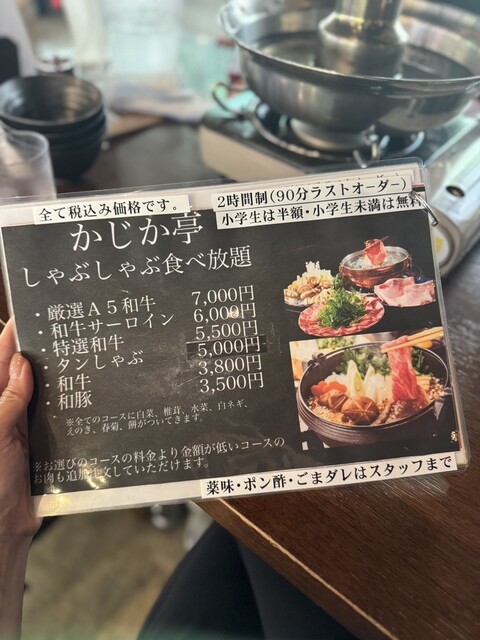 全て税込み価格です。
2時間制(90分ラストオーダー)
小学生は半額・小学生未満は無料
かじか亭
しゃぶしゃぶ食べ放題
・厳選A5和牛 7,000円
・和牛サーロイン 6,000円
・特選和牛 5,500円
・タンしゃぶ 5,000円
・和牛 3,800円
・和豚 3,500円
※全てのコースに白菜、椎茸、水菜、白ネギ、
えのき、春菊、餅がついてきます。
※お選びのコースの料金より金額が低いコースの
お肉も追加注文していただけます。
薬味・ポン酢・ごまダレはスタッフまで